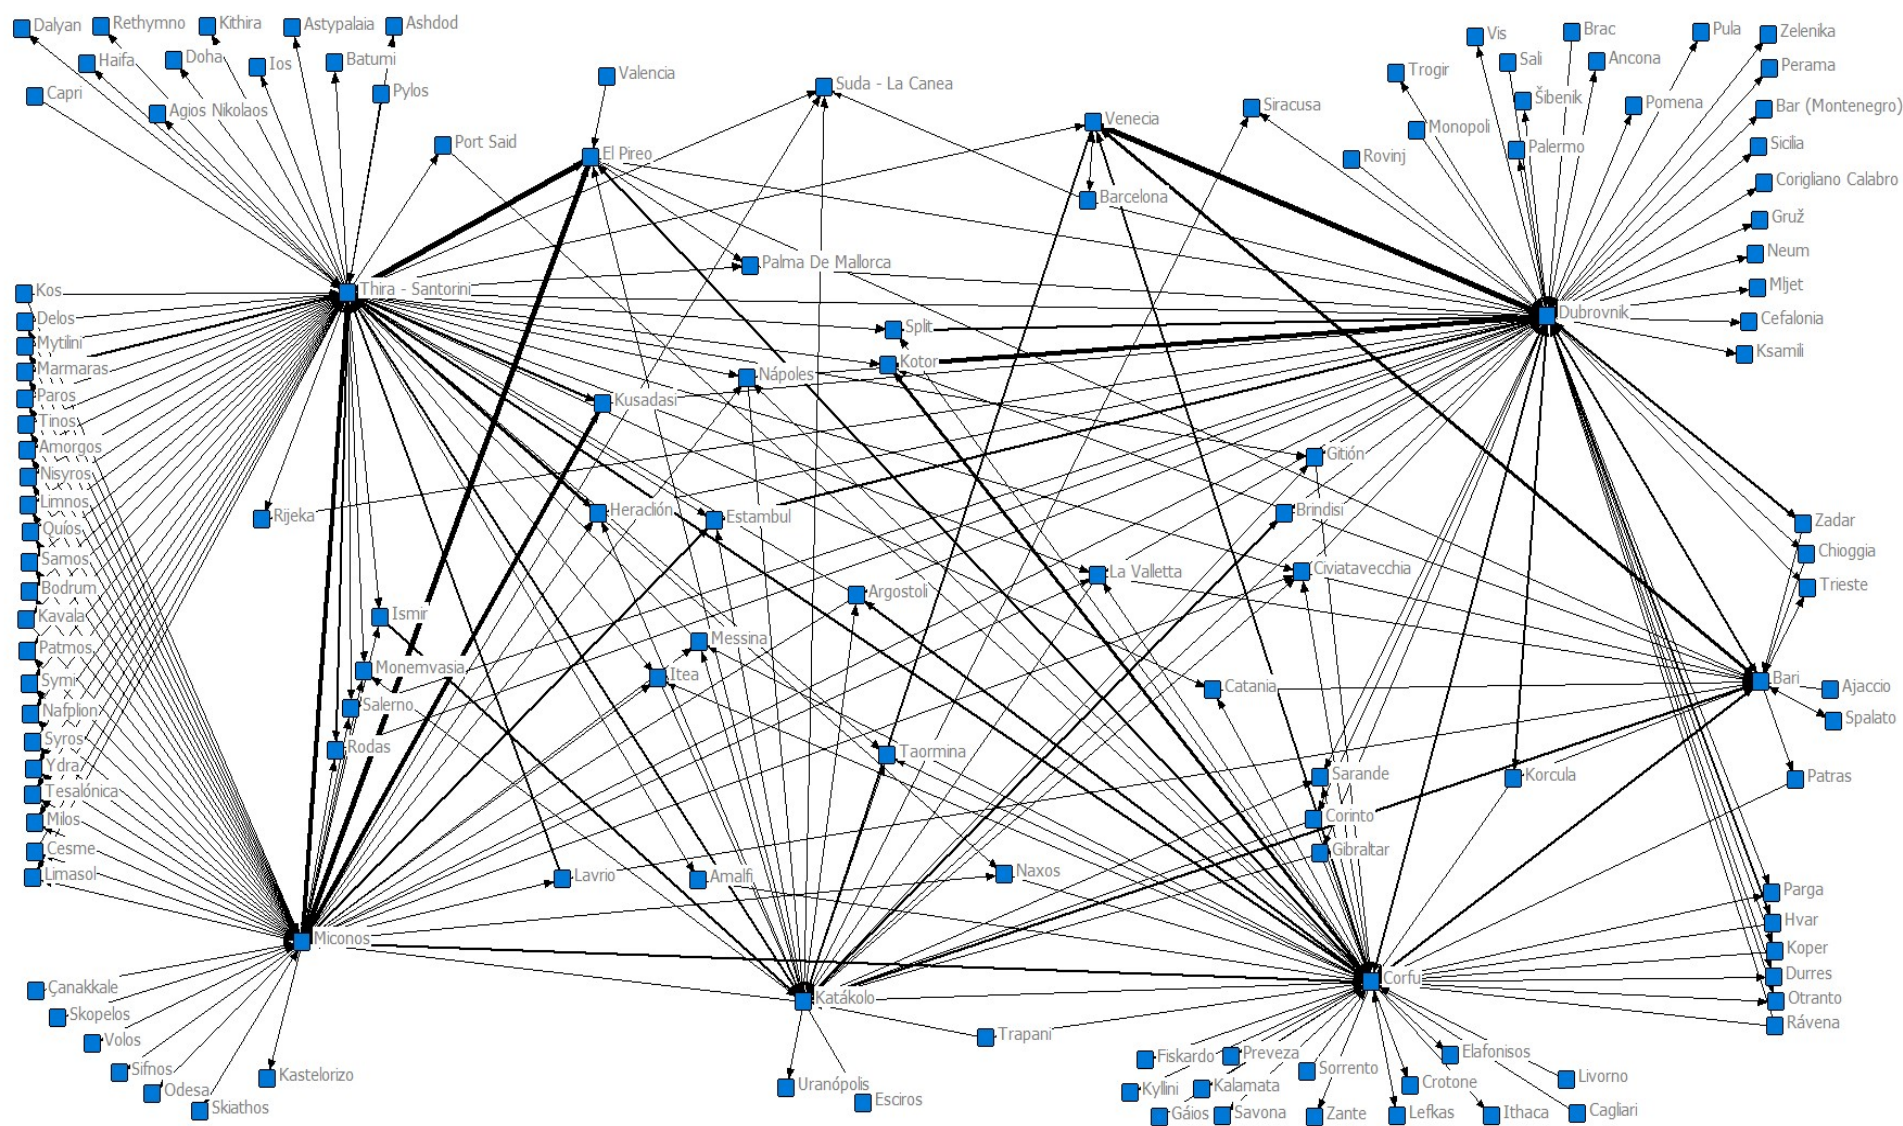 Dalyan
Rethymno
Kithira
Astypalaia
Ashdod
Haifa
Doha
Ios
Batumi
Capri
Agios Nikolaos
Pylos
Valencia
Port Said
El Pireo
Suda - La Canea
Venecia
Barcelona
Siracusa
Vis
Brac
Pula
Zelenika
Trogir
Sali
Ancona
Perama
Šibenik
Pomena
Bar (Montenegro)
Monopoli
Palermo
Sicilia
Rovinj
Corigliano Calabro
Gruž
Neum
Mljet
Cefalonia
Ksamili
Dubrovnik
Thira - Santorini
Palma De Mallorca
Split
Kotor
Nápoles
Kusadasi
Kos
Delos
Mytilini
Marmaras
Paros
Tinos
Amorgos
Nisyros
Limnos
Quíos
Samos
Bodrum
Kavala
Patmos
Symi
Nafplion
Syros
Ydra
Tesalónica
Milos
Cesme
Limasol
Rijeka
Heraclión
Estambul
Gitión
Brindisi
La Valletta
Civiatavecchia
Argostoli
Ismir
Monemvasia
Salerno
Rodas
Messina
Itea
Catania
Taormina
Zadar
Chioggia
Trieste
Bari
Ajaccio
Spalato
Patras
Sarande
Corinto
Gibraltar
Korcula
Lavrio
Amalfi
Naxos
Parga
Hvar
Koper
Durres
Otranto
Rávena
Miconos
Katákolo
Corfu
Çanakkale
Skopelos
Volos
Sifnos
Odesa
Skiathos
Kastelorizo
Trapani
Uranópolis
Esciros
Fiskardo
Preveza
Elafonisos
Kyllini
Kalamata
Sorrento
Crotone
Livorno
Gáios
Savona
Zante
Lefkas
Ithaca
Cagliari